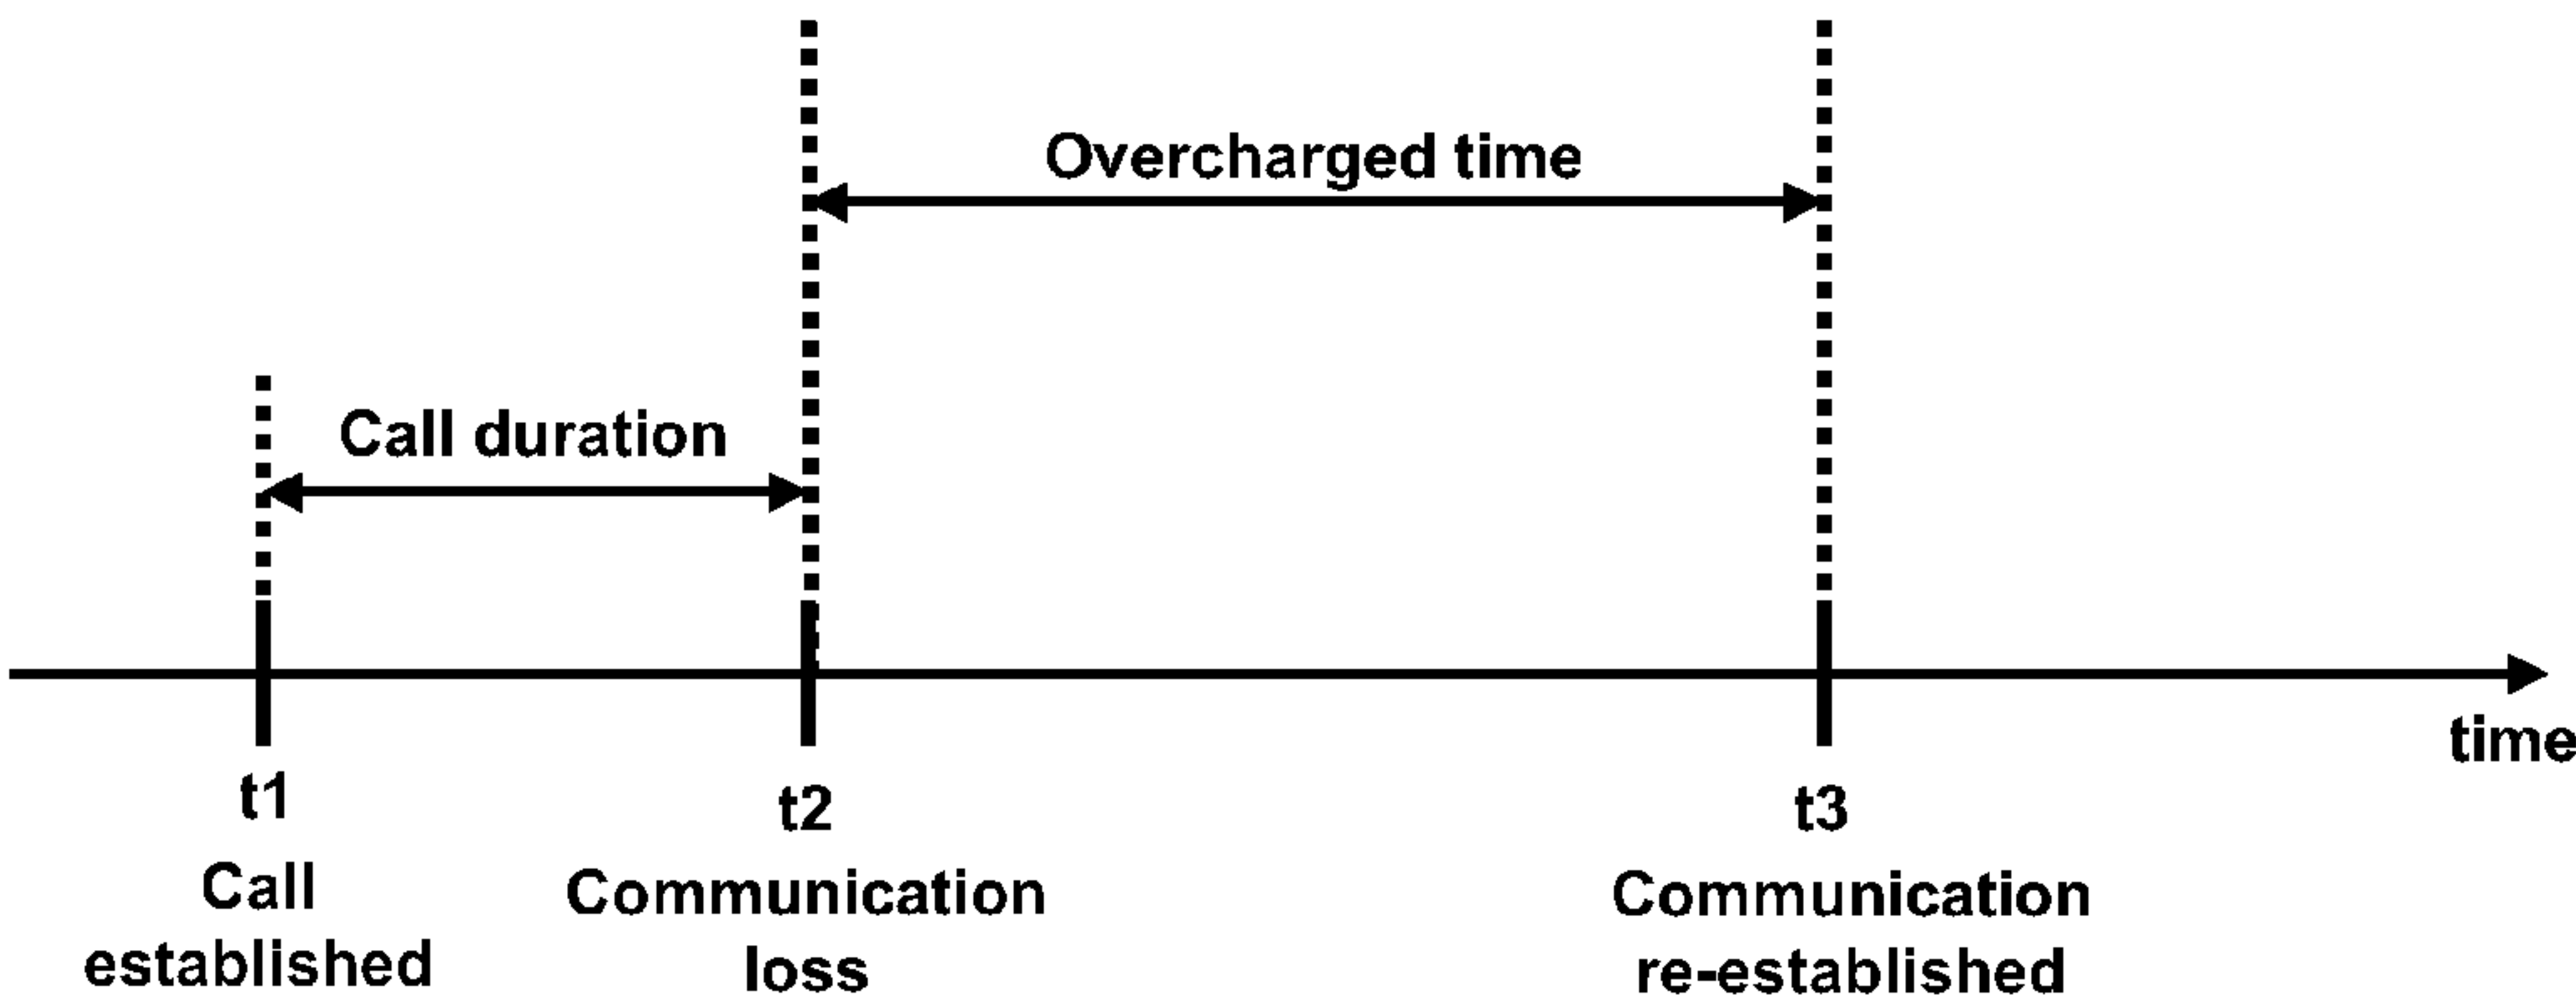 Overcharged time
Call duration
time
t1
t2
t3
Call
established
Communication
loss
Communication
re-established